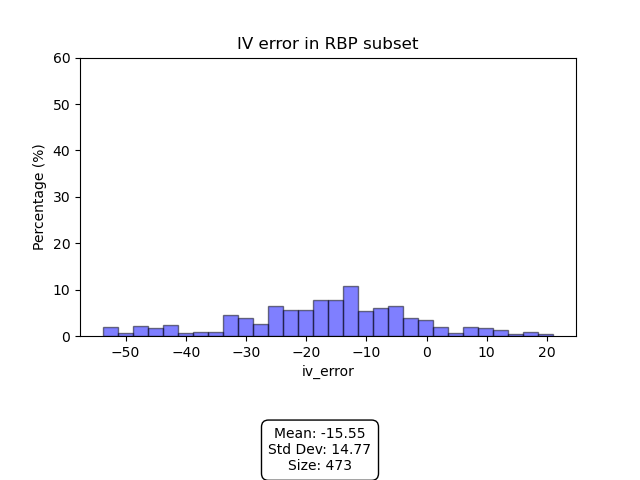 IV error in RBP subset
60
50
40
30
20
10
0
Percentage (%)
−50 −40 −30 −20 −10 0 10 20
iv_error
Mean: -15.55
Std Dev: 14.77
Size: 473